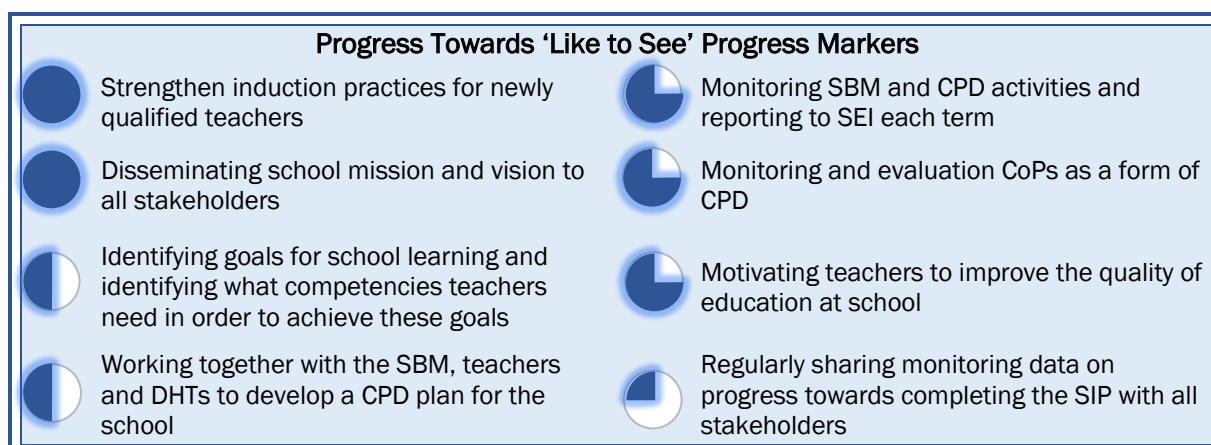 Progress Towards ‘Like to See’ Progress Markers
Strengthen induction practices for newly
qualified teachers
Disseminating school mission and vision to
all stakeholders
Identifying goals for school learning and
identifying what competencies teachers
need in order to achieve these goals
Working together with the SBM, teachers
and DHTs to develop a CPD plan for the
school
Monitoring SBM and CPD activities and
reporting to SEI each term
Monitoring and evaluation CoPs as a form of
CPD
Motivating teachers to improve the quality of
education at school
Regularly sharing monitoring data on
progress towards completing the SIP with all
stakeholders